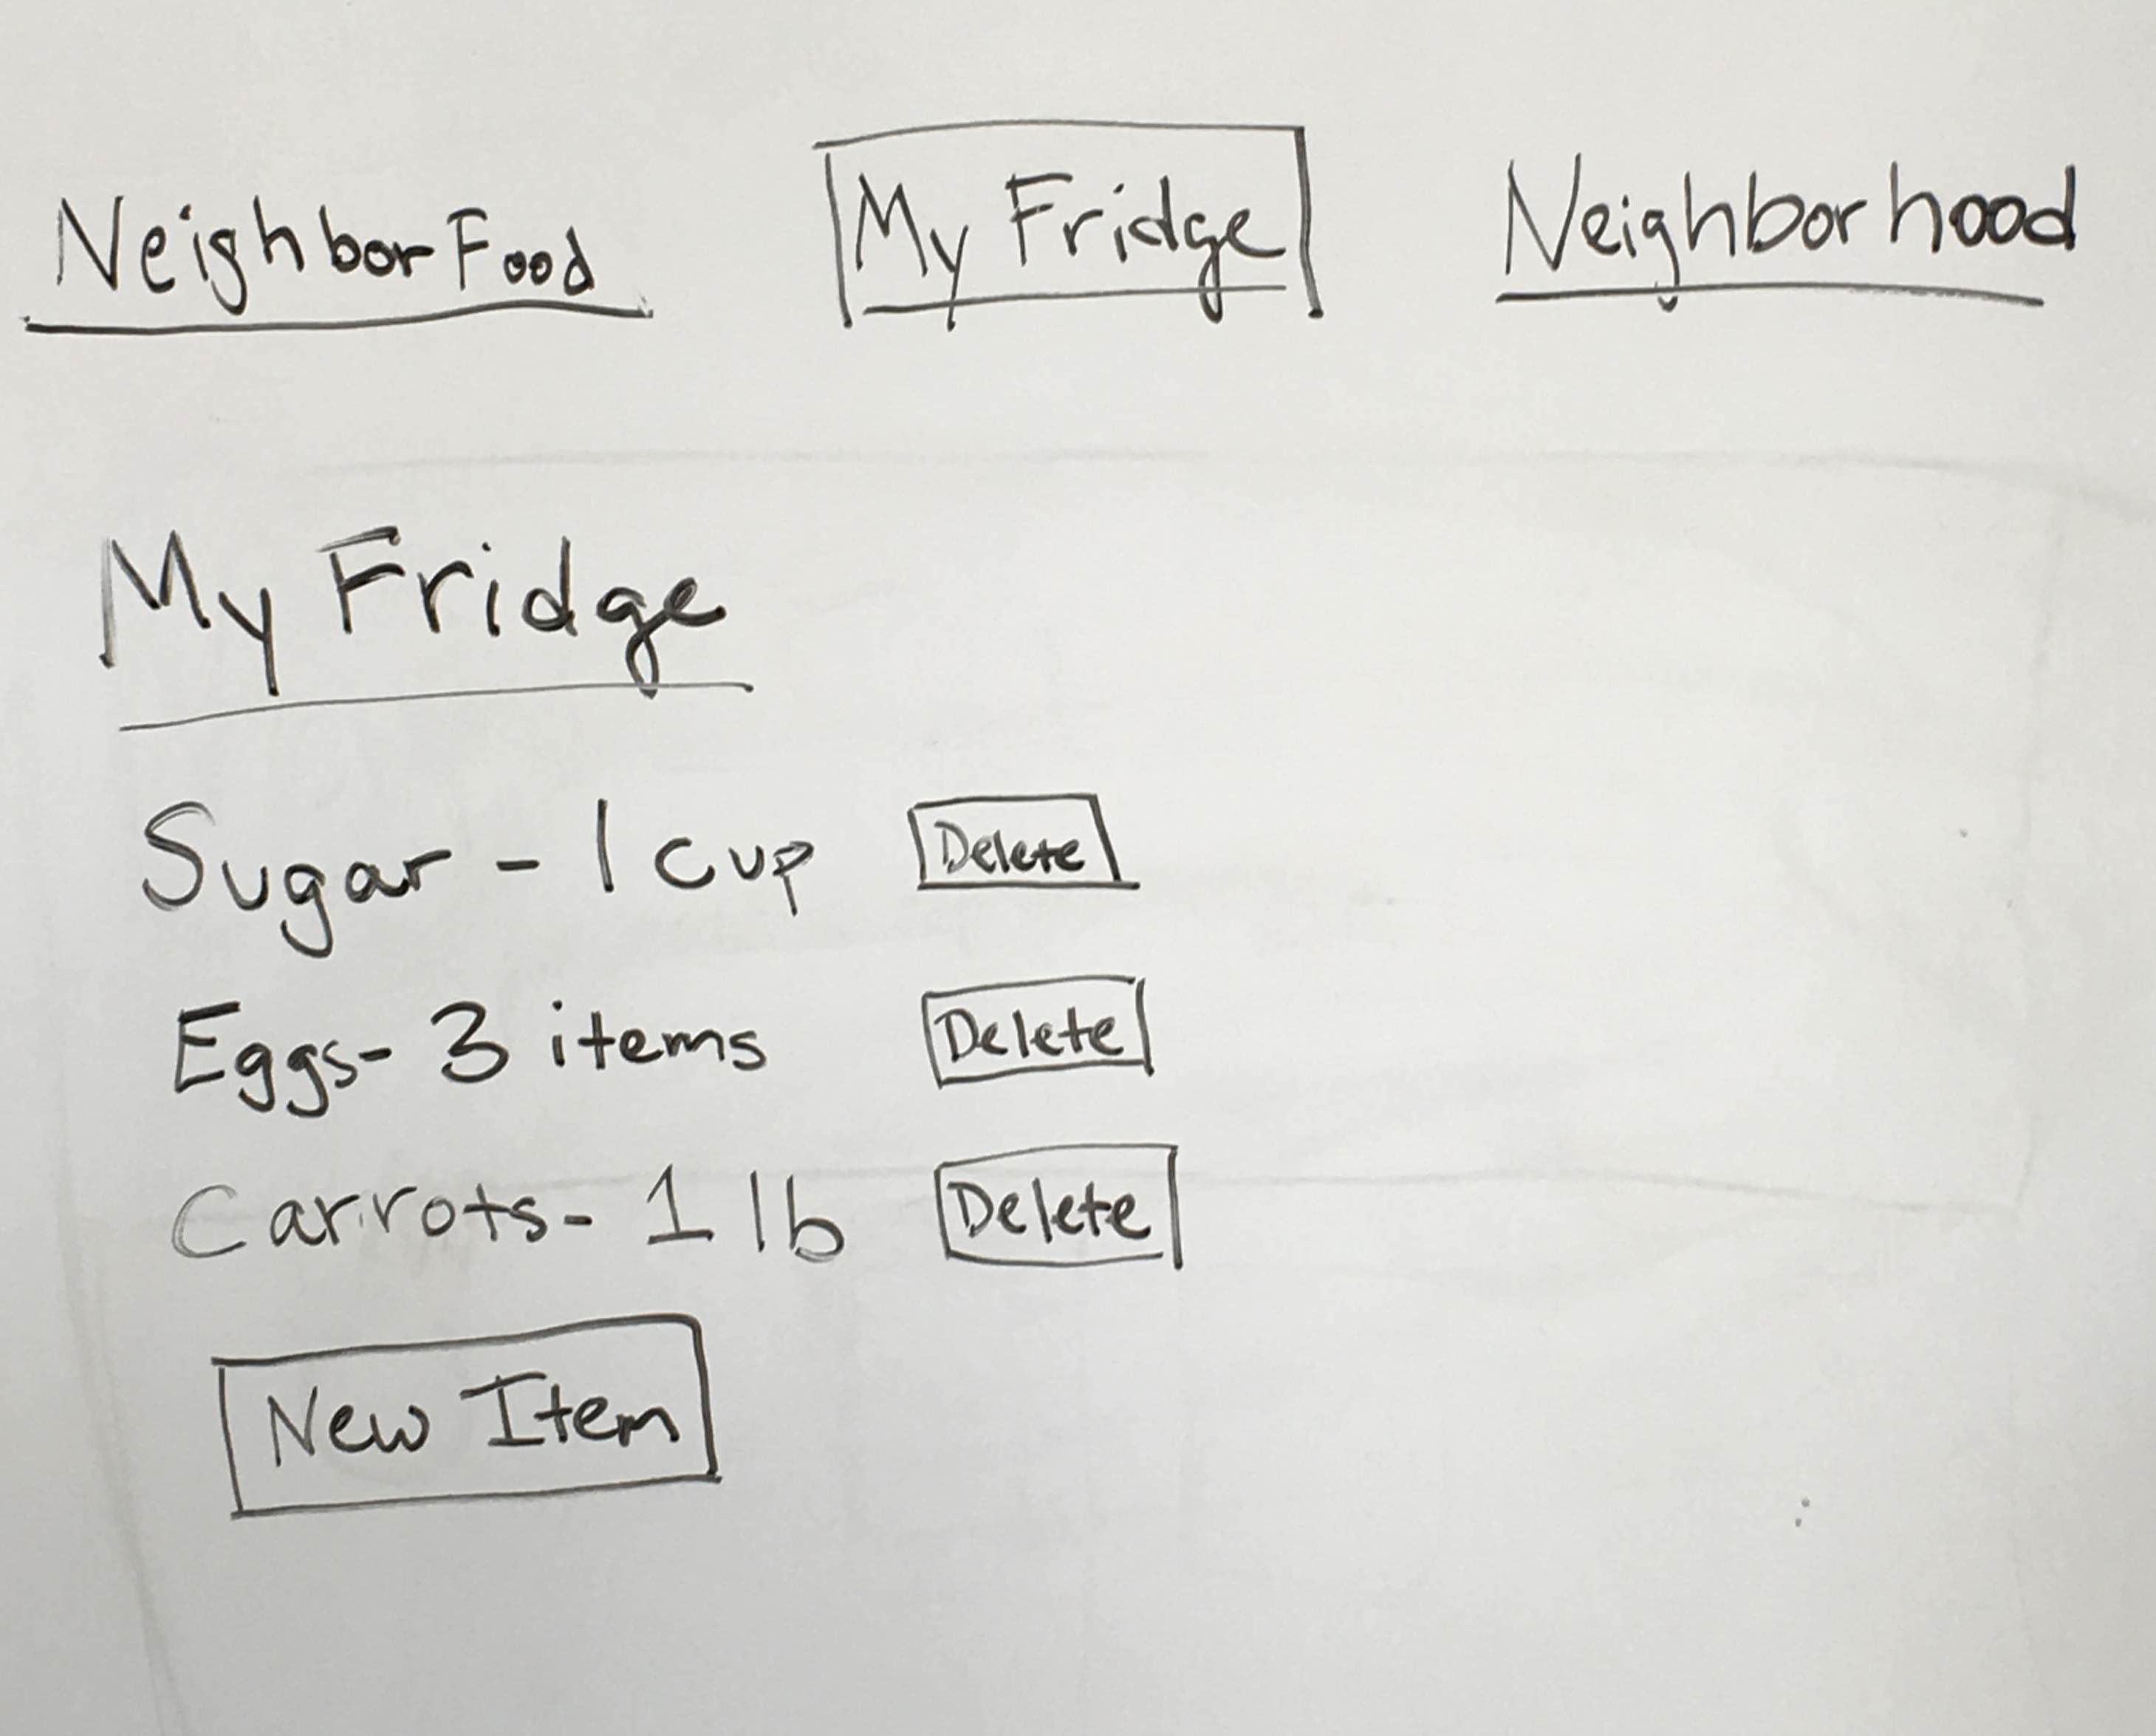 NeighborFood My Fridge Neighborhood
My Fridge
Sugar - 1 cup Delete
Eggs- 3 items Delete
Carrots- 1 lb Delete
New Item